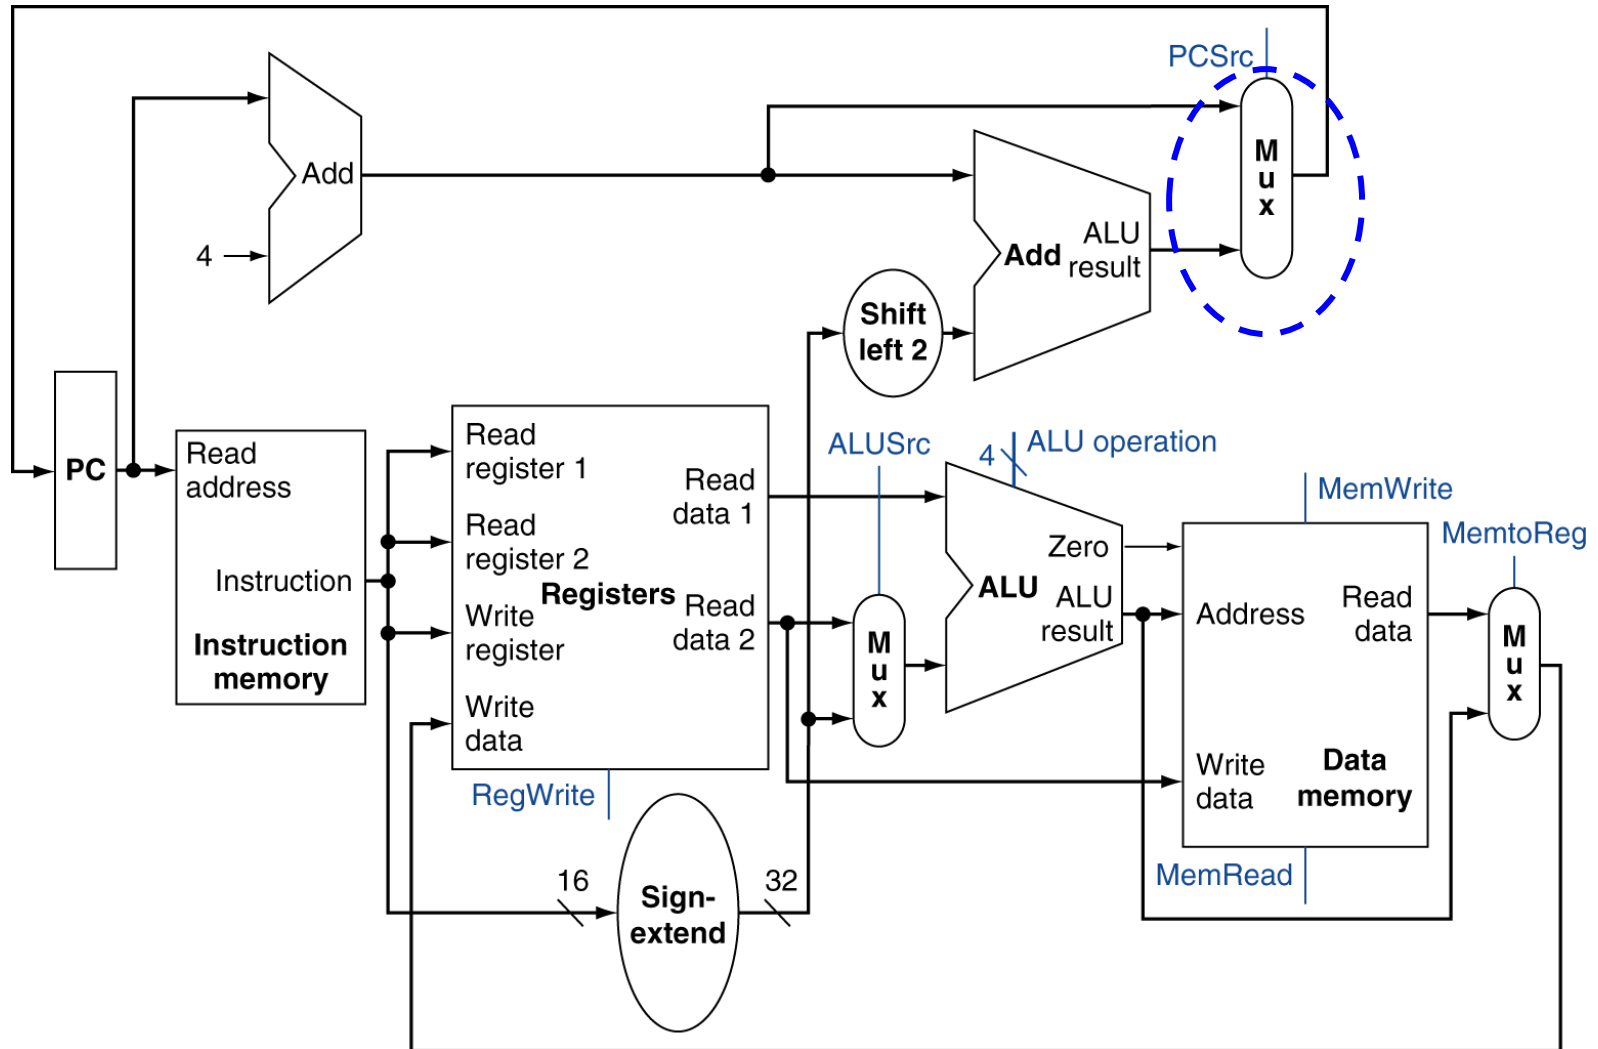 PCSrc
M
u
x
Add
4
ALU
Add result
Shift
left 2
PC
Read
address
Instruction
Instruction
memory
Read
register 1
Read
register 2
Write
register
Write
data
Registers
Read
data 1
Read
data 2
RegWrite
16
Sign-
extend
32
ALUSrc
M
u
x
4
ALU operation
Zero
ALU
ALU
result
MemWrite
Address
Read
data
Write
data
Data
memory
MemRead
MemtoReg
M
u
x